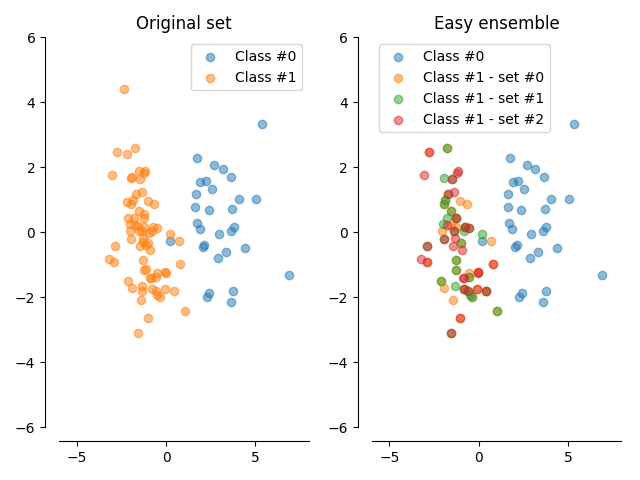 Original set
Class #0
Class #1
6
4
2
0
−2
−4
−6
−5
0
5
Easy ensemble
Class #0
Class #1 - set #0
Class #1 - set #1
Class #1 - set #2
6
4
2
0
−2
−4
−6
−5
0
5